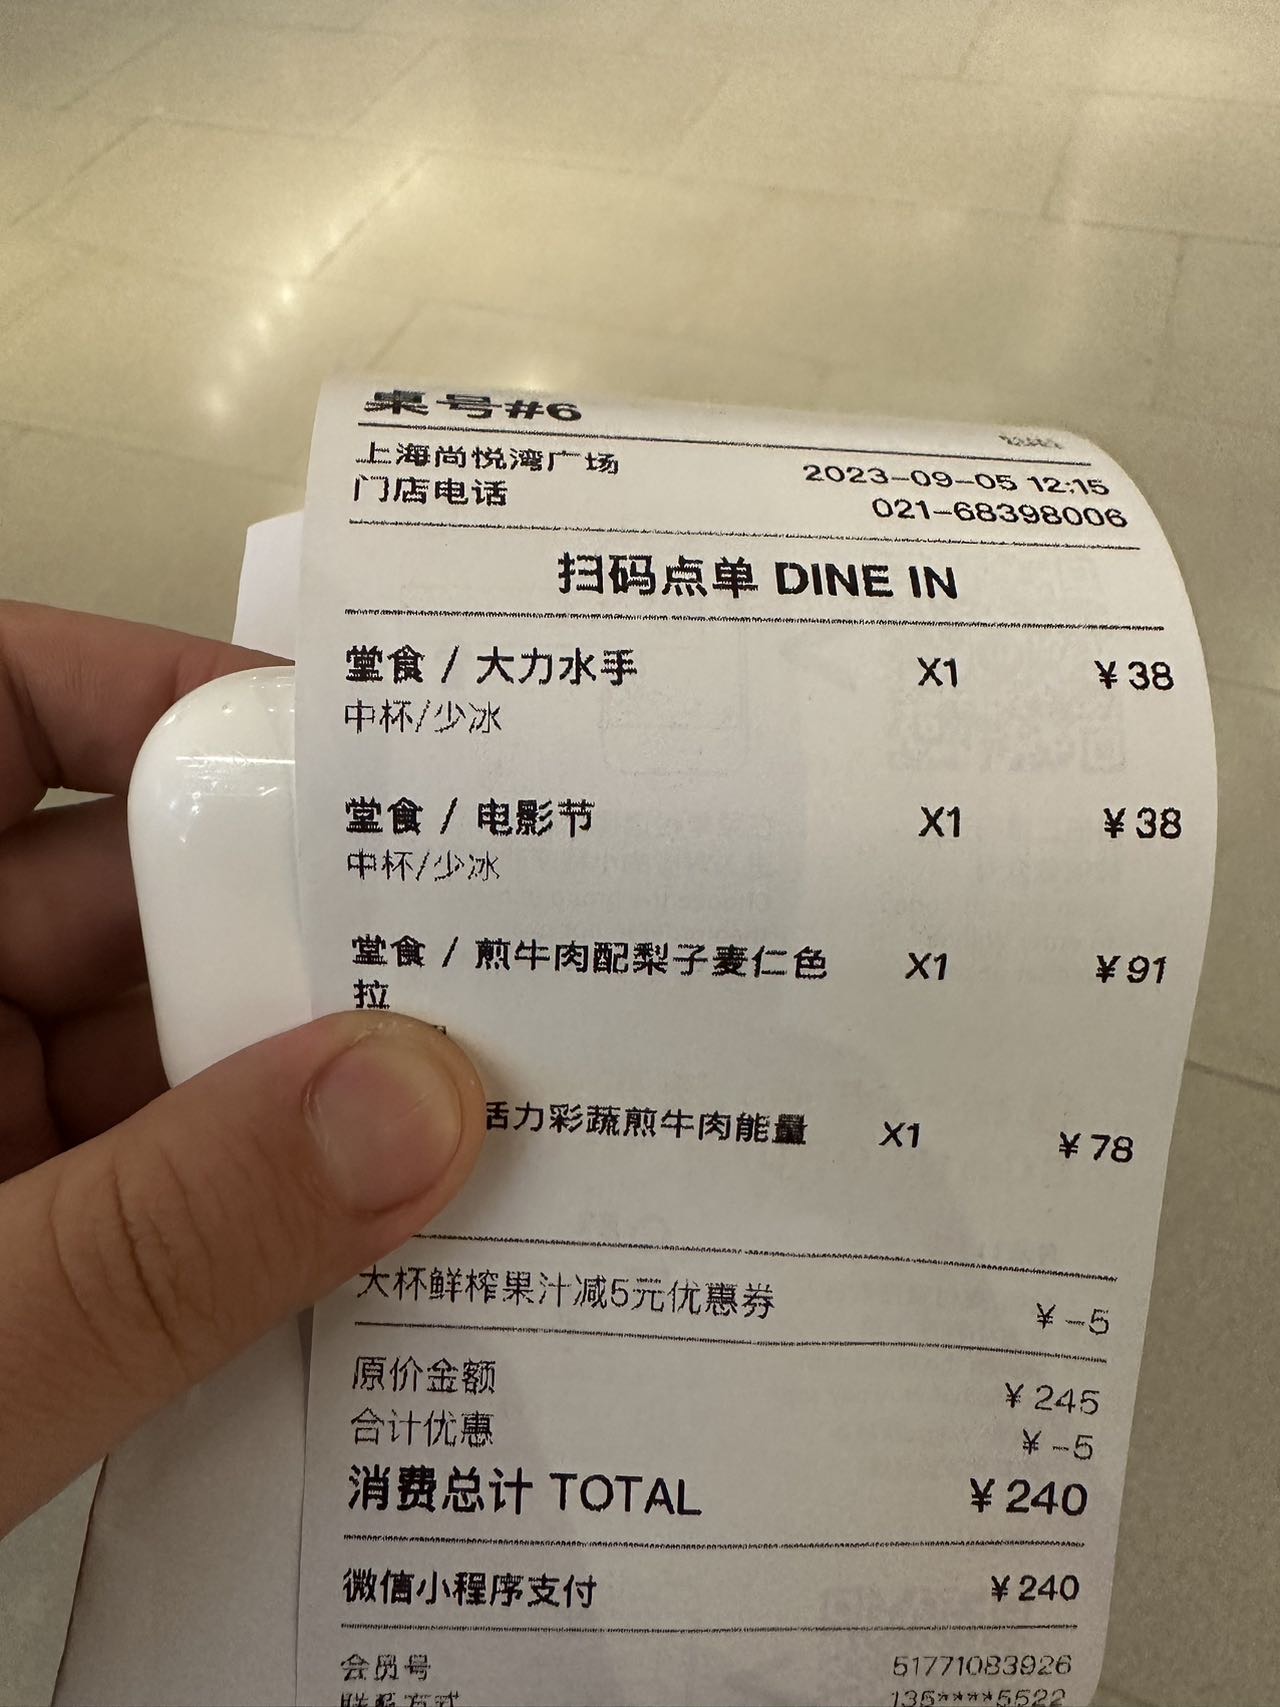 桌号#6
上海尚悦湾广场 2023-09-05 12:15
门店电话 021-68398006
扫码点单 DINE IN
堂食 / 大力水手 X1 ¥38
中杯/少冰
堂食 / 电影节 X1 ¥38
中杯/少冰
堂食 / 煎牛肉配梨子麦仁色 X1 ¥91
拉
活力彩蔬煎牛肉能量 X1 ¥78
大杯鲜榨果汁减5元优惠券 ¥-5
原价金额 ¥245
合计优惠 ¥-5
消费总计 TOTAL ¥240
微信小程序支付 ¥240
会员号 51771083926
联系方式 135****5522